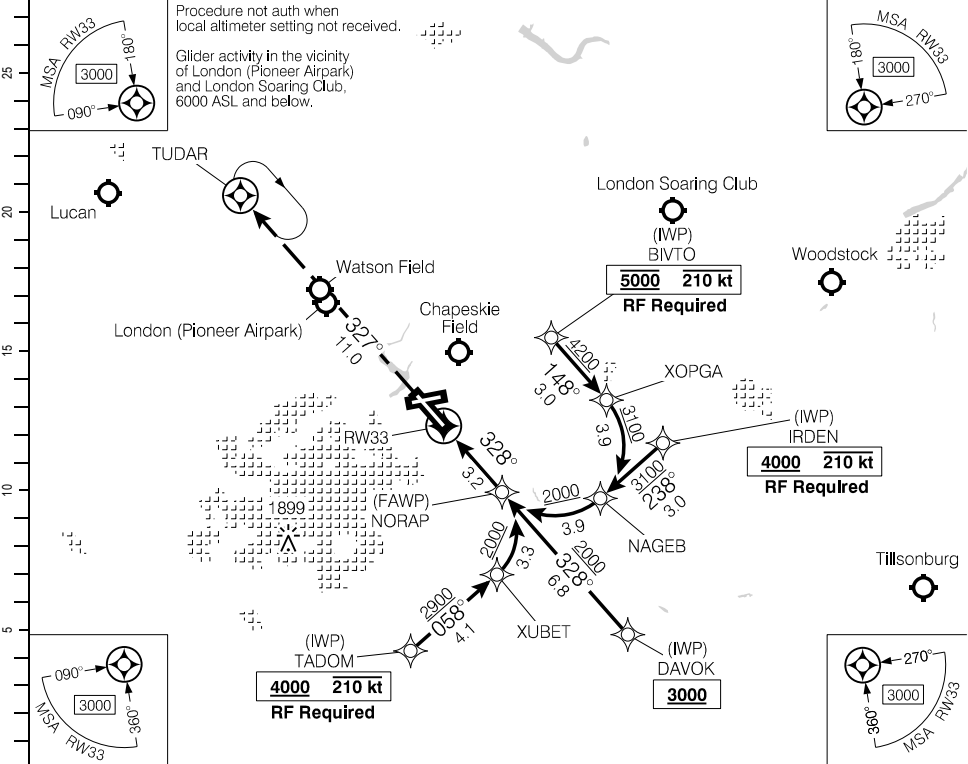 Procedure not auth when
local altimeter setting not received.
Glider activity in the vicinity
of London (Pioneer Airpark)
and London Soaring Club,
6000 ASL and below.
MSA RW33
180°
3000
090°
MSA RW33
180°
3000
270°
25
20
15
10
5
TUDAR
Lucan
London Soaring Club
(IWP)
BIVTO
5000 210 kt
RF Required
Woodstock
Watson Field
London (Pioneer Airpark)
Chapeskie
Field
327°
11.0
4200
148°
3.0
XOPGA
3100
3.9
(IWP)
IRDEN
4000 210 kt
RF Required
3100
238°
3.0
RW33
328°
3.2
(FAWP)
NORAP
2000
3.9
NAGEB
1899
2000
3.3
2000
328°
6.8
Tillsonburg
XUBET
2900
058°
4.1
(IWP)
TADOM
4000 210 kt
RF Required
(IWP)
DAVOK
3000
090°
3000
360°
MSA RW33
270°
3000
360°
MSA RW33